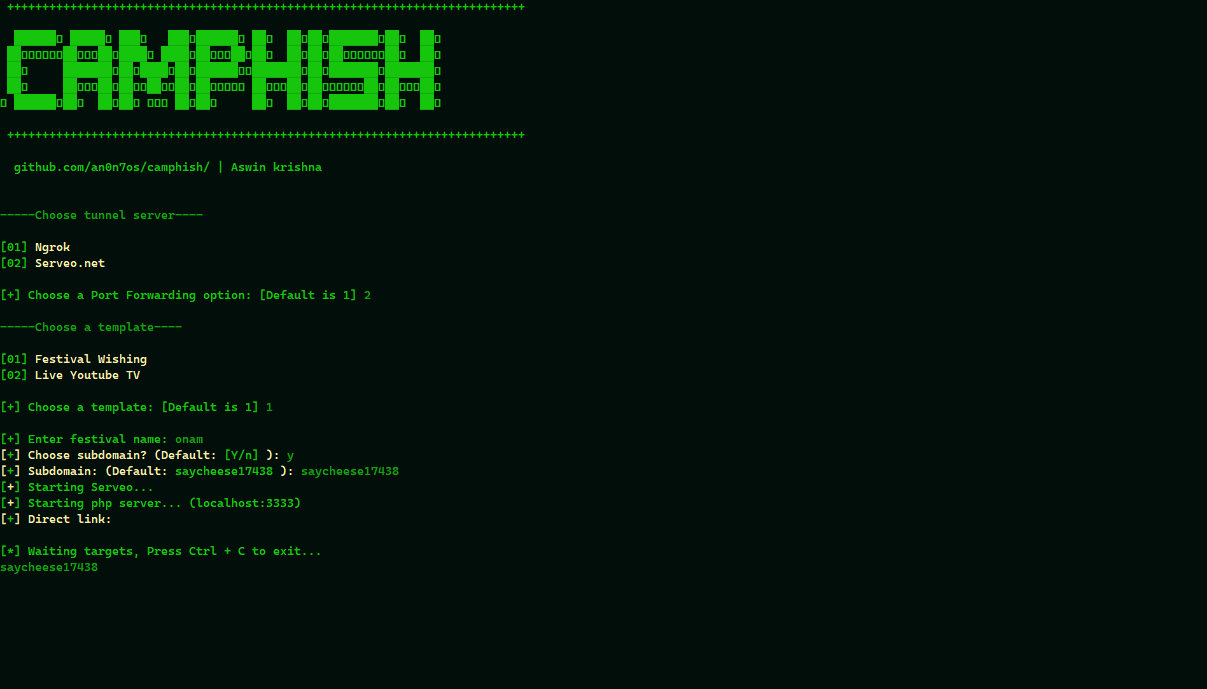 ++++++++++++++++++++++++++++++++++++++++++++++++++++++++++++++++++++++++++
CAMPHISH
++++++++++++++++++++++++++++++++++++++++++++++++++++++++++++++++++++++++++
github.com/an0n7os/camphish/ | Aswin krishna
-----Choose tunnel server----
[01] Ngrok
[02] Serveo.net
[+] Choose a Port Forwarding option: [Default is 1] 2
-----Choose a template----
[01] Festival Wishing
[02] Live Youtube TV
[+] Choose a template: [Default is 1] 1
[+] Enter festival name: onam
[+] Choose subdomain? (Default: [Y/n] ): y
[+] Subdomain: (Default: saycheese17438 ): saycheese17438
[+] Starting Serveo...
[+] Starting php server... (localhost:3333)
[+] Direct link:
[*] Waiting targets, Press Ctrl + C to exit...
saycheese17438